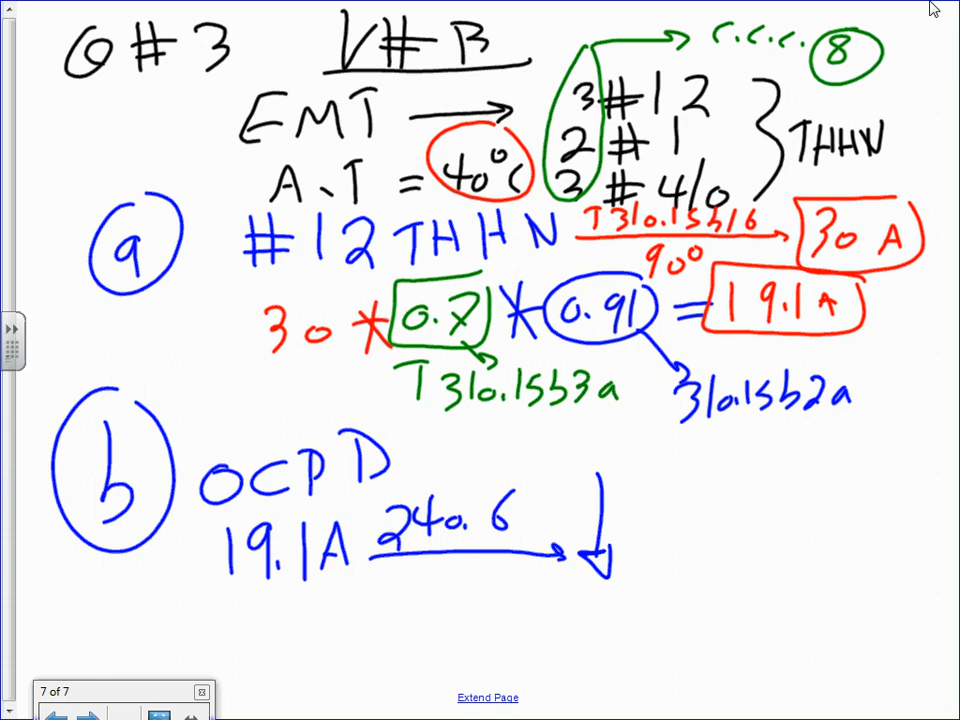 Q#3 V#B
c.c.c. 8
EMT → 3#12
2 #1
A.T = 40°C 3 #4/0
THHN
a #12 THHN T310.15b16 30 A
90°
30 * 0.7 * 0.91 = 19.1A
T310.15b3a 310.15b2a
b OCPD
19.1A 240.6 ↓
7 of 7
Extend Page